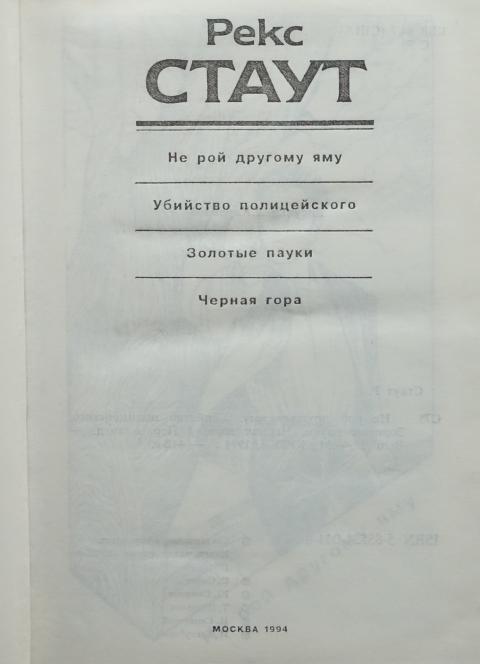 Рекс
СТАУТ
Не рой другому яму
Убийство полицейского
Золотые пауки
Черная гора
МОСКВА 1994